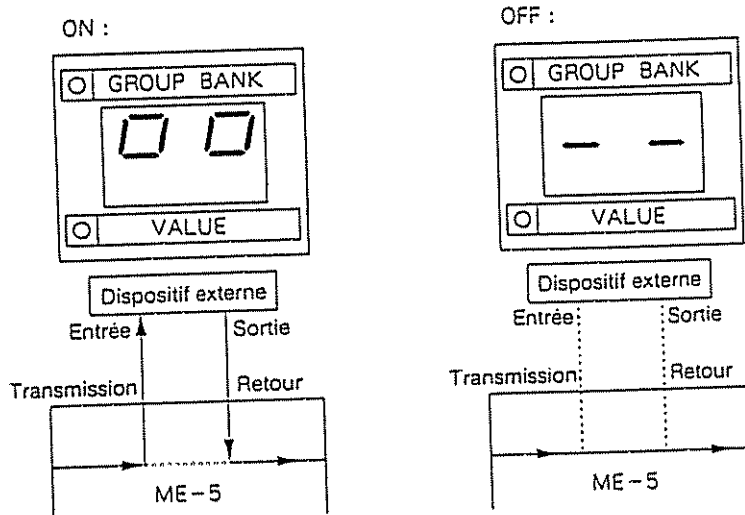 ON :
GROUP BANK
VALUE
Dispositif externe
Entrée
Sortie
Transmission
Retour
ME-5
OFF :
GROUP BANK
- -
VALUE
Dispositif externe
Entrée
Sortie
Transmission
Retour
ME-5